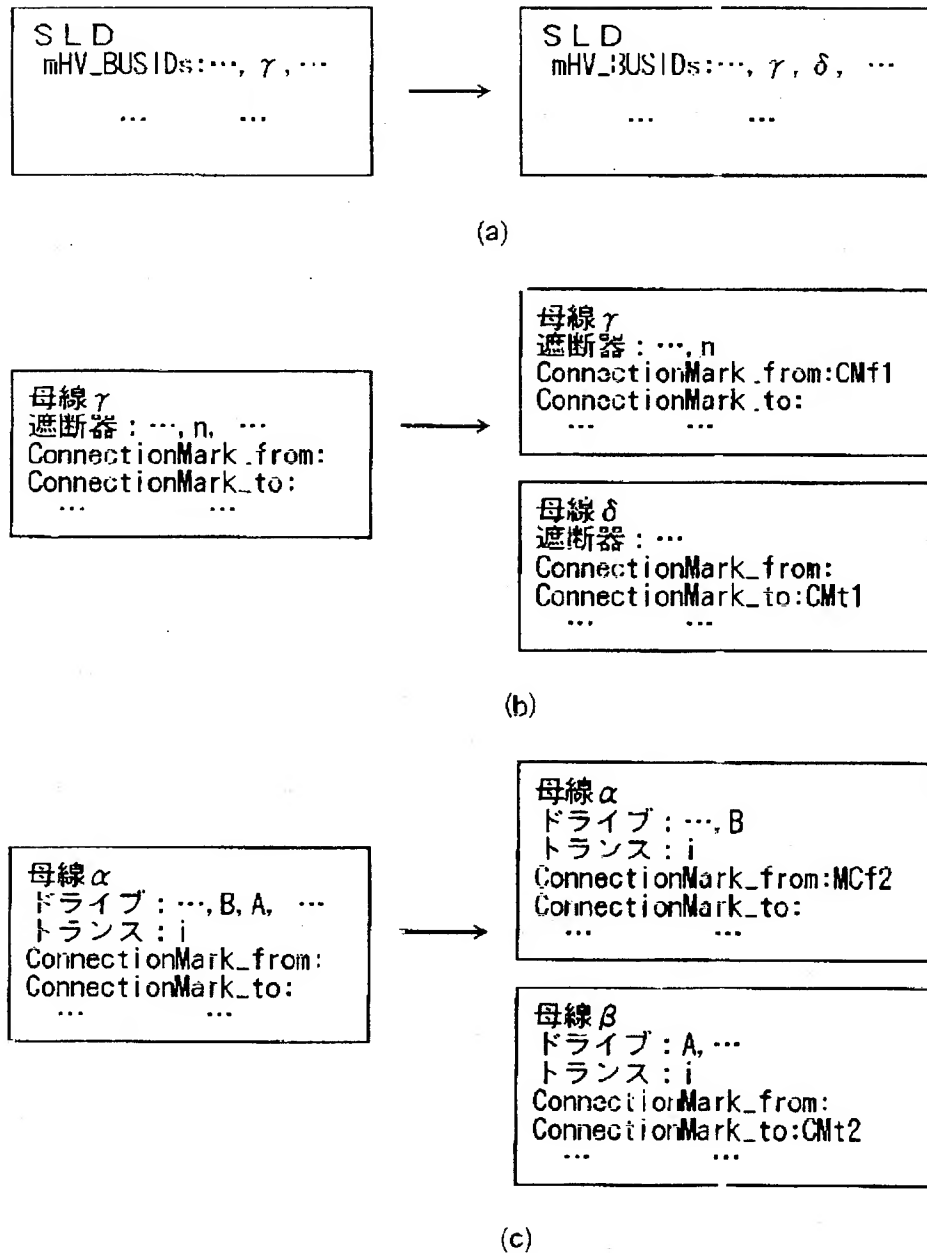 SLD
mHV_BUSIDs:…, γ, …
… …
SLD
mHV_BUSIDs:…, γ, δ, …
… …
(a)
母線γ
遮断器:…, n, …
ConnectionMark_from:
ConnectionMark_to:
… …
母線γ
遮断器:…, n
ConnectionMark_from:CMf1
ConnectionMark_to:
… …
母線δ
遮断器:…
ConnectionMark_from:
ConnectionMark_to:CMt1
… …
(b)
母線α
ドライブ:…, B, A, …
トランス:i
ConnectionMark_from:
ConnectionMark_to:
… …
母線α
ドライブ:…, B
トランス:i
ConnectionMark_from:MCf2
ConnectionMark_to:
… …
母線β
ドライブ:A, …
トランス:i
ConnectionMark_from:
ConnectionMark_to:CMt2
… …
(c)